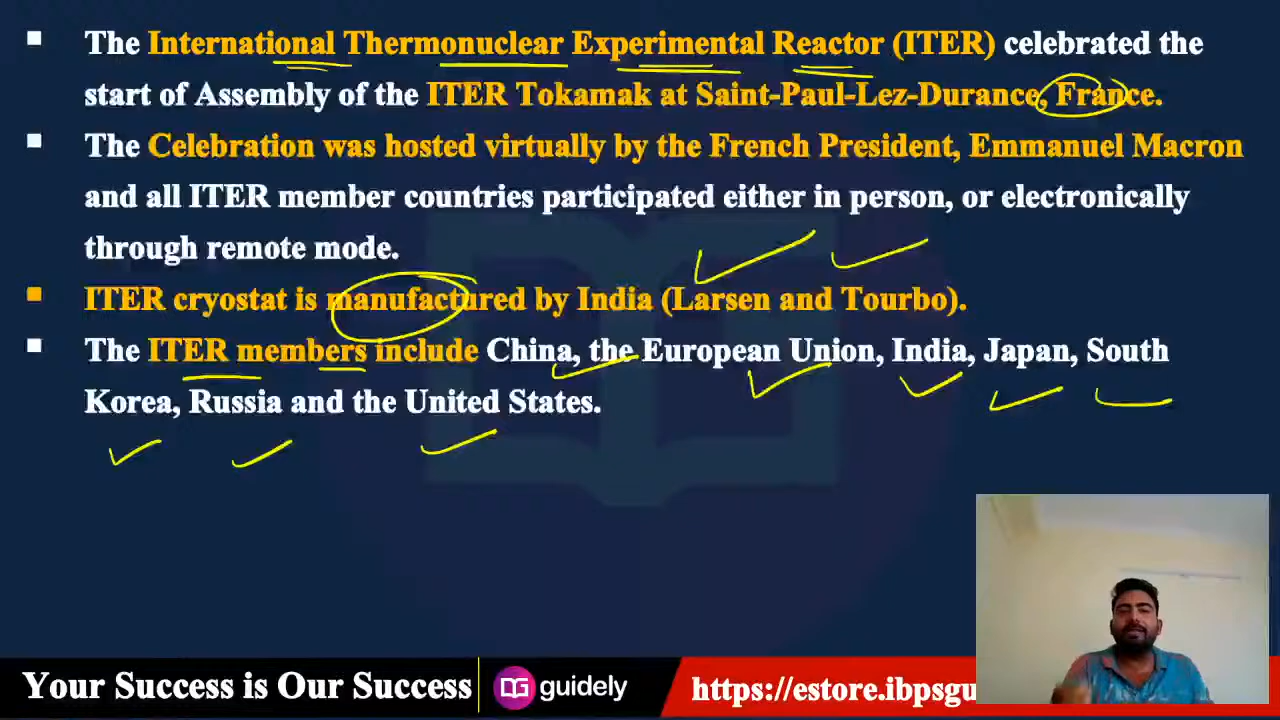 The International Thermonuclear Experimental Reactor (ITER) celebrated the
start of Assembly of the ITER Tokamak at Saint-Paul-Lez-Durance, France.
The Celebration was hosted virtually by the French President, Emmanuel Macron
and all ITER member countries participated either in person, or electronically
through remote mode.
ITER cryostat is manufactured by India (Larsen and Tourbo).
The ITER members include China, the European Union, India, Japan, South
Korea, Russia and the United States.
Your Success is Our Success
guidely
https://estore.ibpsgu